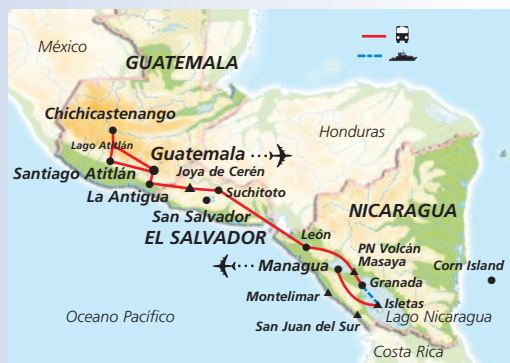 México
GUATEMALA
Chichicastenango
Lago Atitlán
Guatemala
Honduras
Santiago Atitlán
Joya de Cerén
La Antigua
Suchitoto
San Salvador
NICARAGUA
EL SALVADOR
León
PN Volcán
Masaya
Managua
Granada
Corn Island
Montelimar
Isletas
Oceano Pacífico
Lago Nicaragua
San Juan del Sur
Costa Rica